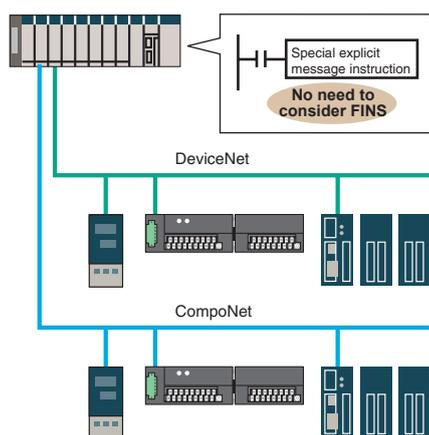 Special explicit
message instruction
No need to
consider FINS
DeviceNet
CompoNet